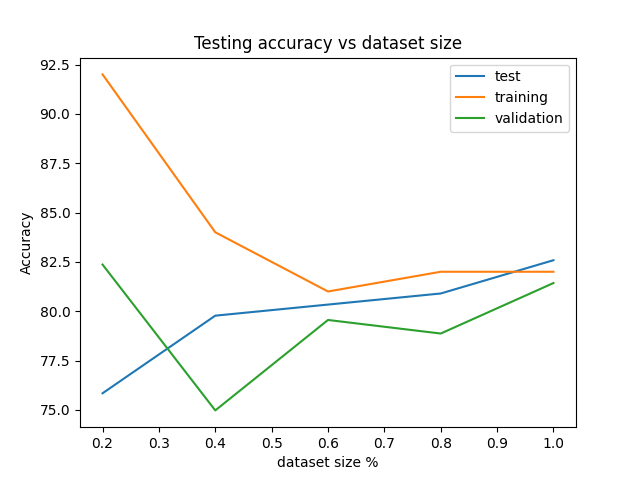 Testing accuracy vs dataset size
92.5
90.0
87.5
85.0
82.5
80.0
77.5
75.0
Accuracy
test
training
validation
0.2 0.3 0.4 0.5 0.6 0.7 0.8 0.9 1.0
dataset size %